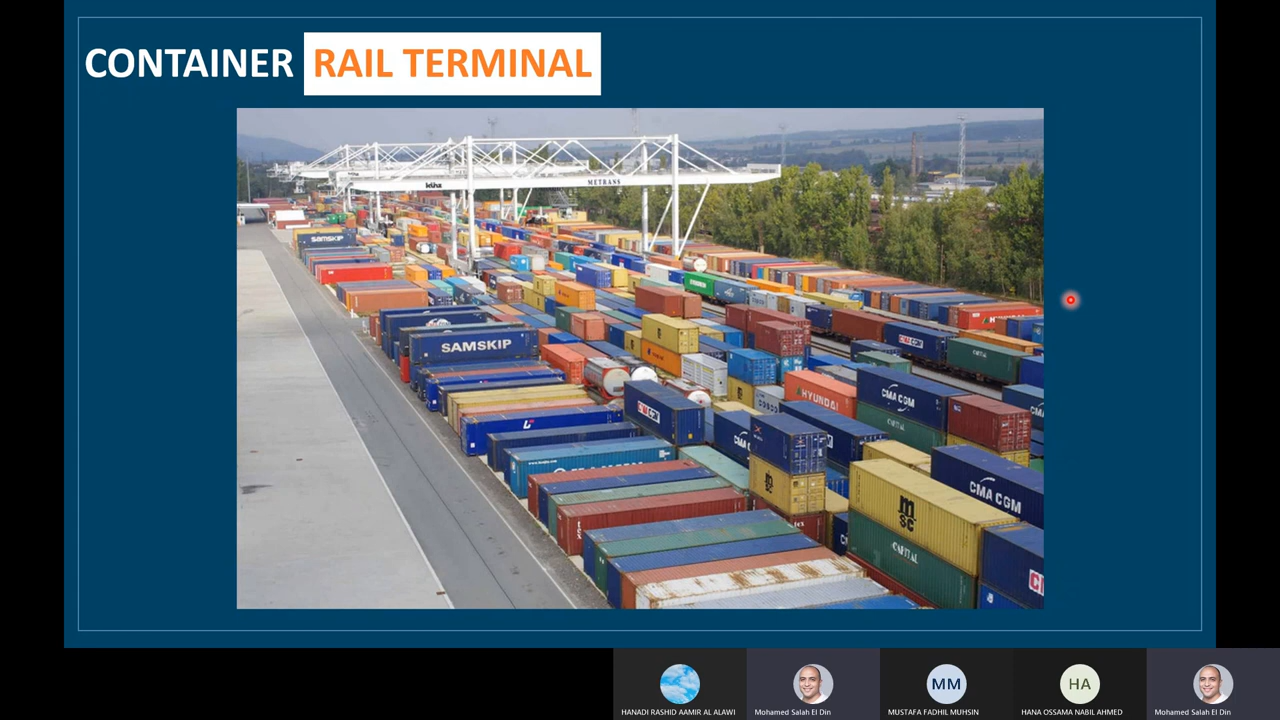 CONTAINER RAIL TERMINAL
künz
METRANS
SAMSKIP
SAMSKIP
HYUNDAI
CMA CGM
CAPITAL
CMA CGM
MSC
CAPITAL
MM
HA
HANADI RASHID AAMIR AL ALAWI
Mohamed Salah El Din
MUSTAFA FADHIL MUHSIN
HANA OSSAMA NABIL AHMED
Mohamed Salah El Din